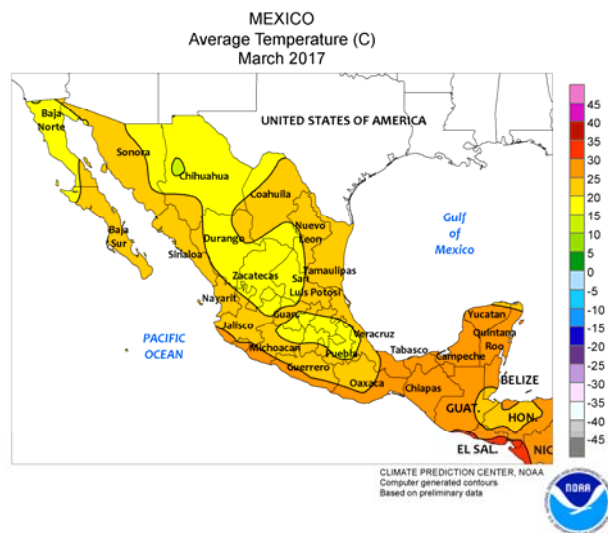 MEXICO
Average Temperature (C)
March 2017
Baja
Norte
Sonora
Chihuahua
Coahuila
UNITED STATES OF AMERICA
Baja
Sur
Sinaloa
Durango
Nuevo
Leon
Zacatecas
San
Luis Potosi
Tamaulipas
Gulf
of
Mexico
Nayarit
Jalisco
Guan
Michoacan
Veracruz
Puebla
Guerrero
Oaxaca
Tabasco
Chiapas
Campeche
Yucatan
Quintana
Roo
PACIFIC
OCEAN
BELIZE
GUAT.
HON.
EL SAL.
NIC
45
40
35
30
25
20
15
10
5
0
-5
-10
-15
-20
-25
-30
-35
-40
-45
CLIMATE PREDICTION CENTER, NOAA
Computer generated contours
Based on preliminary data
NOAA